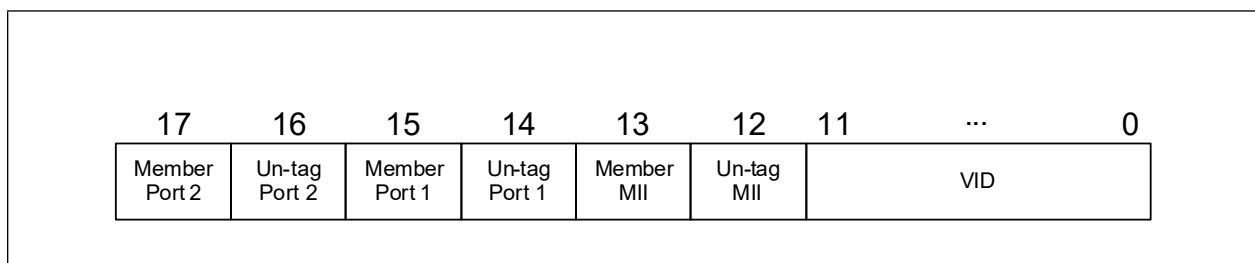 17 16 15 14 13 12 11 ... 0
Member Un-tag Member Un-tag Member Un-tag VID
Port 2 Port 2 Port 1 Port 1 MII MII